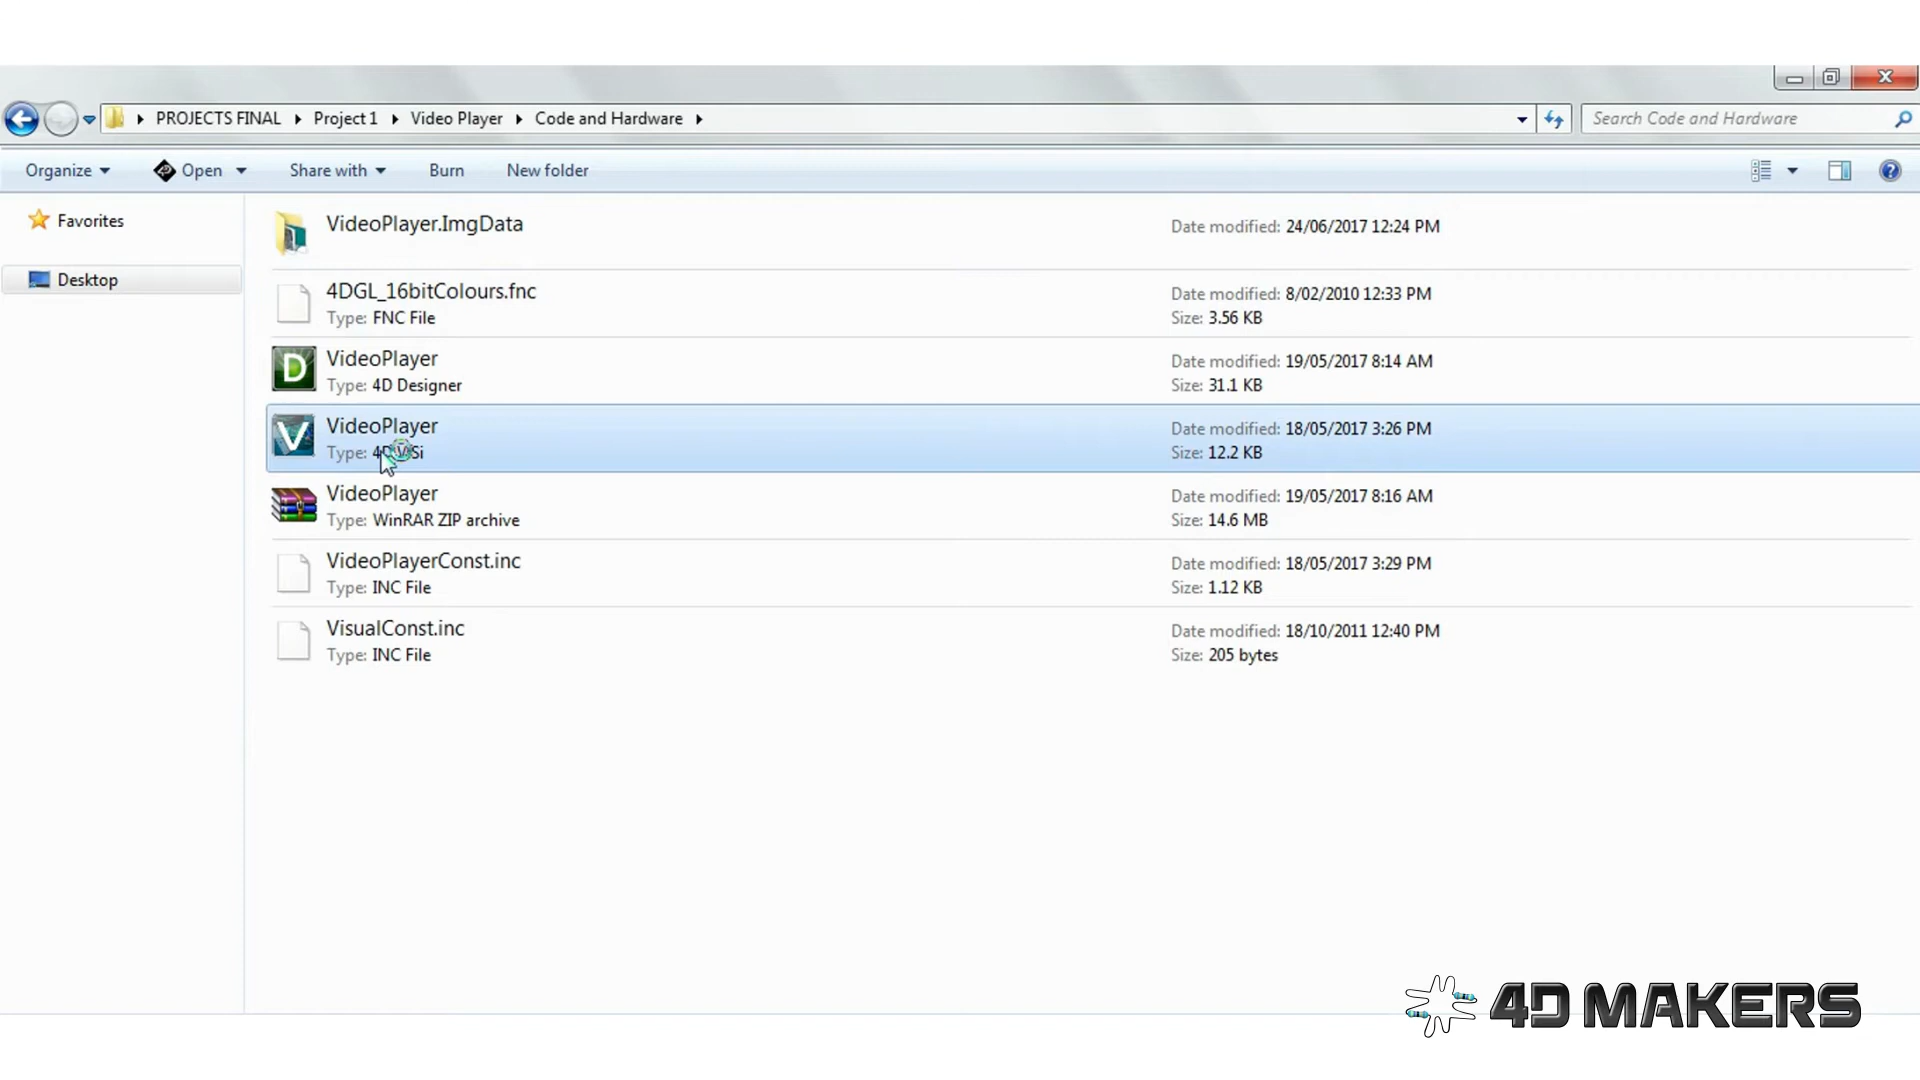 PROJECTS FINAL Project 1 Video Player Code and Hardware
Search Code and Hardware
Organize Open Share with Burn New folder
Favorites
Desktop
VideoPlayer.ImgData Date modified: 24/06/2017 12:24 PM
4DGL_16bitColours.fnc Date modified: 8/02/2010 12:33 PM
Type: FNC File Size: 3.56 KB
D
VideoPlayer Date modified: 19/05/2017 8:14 AM
Type: 4D Designer Size: 31.1 KB
V
VideoPlayer Date modified: 18/05/2017 3:26 PM
Type: Size: 12.2 KB
VideoPlayer Date modified: 19/05/2017 8:16 AM
Type: WinRAR ZIP archive Size: 14.6 MB
VideoPlayerConst.inc Date modified: 18/05/2017 3:29 PM
Type: INC File Size: 1.12 KB
VisualConst.inc Date modified: 18/10/2011 12:40 PM
Type: INC File Size: 205 bytes
4D MAKERS